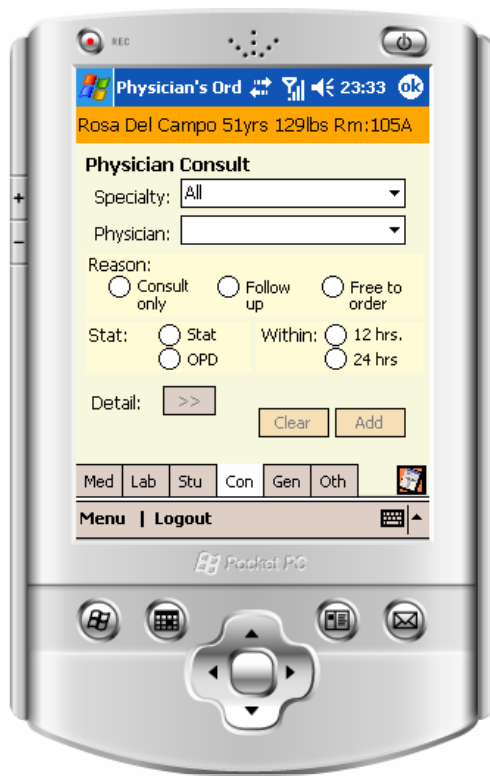 REC
Physician's Ord 23:33 ok
Rosa Del Campo 51yrs 129lbs Rm:105A
Physician Consult
Specialty: All
Physician:
Reason:
Consult only Follow up Free to order
Stat: Stat Within: 12 hrs.
OPD 24 hrs
Detail: >>
Clear Add
Med Lab Stu Con Gen Oth
Menu | Logout
Pocket PC
+
-